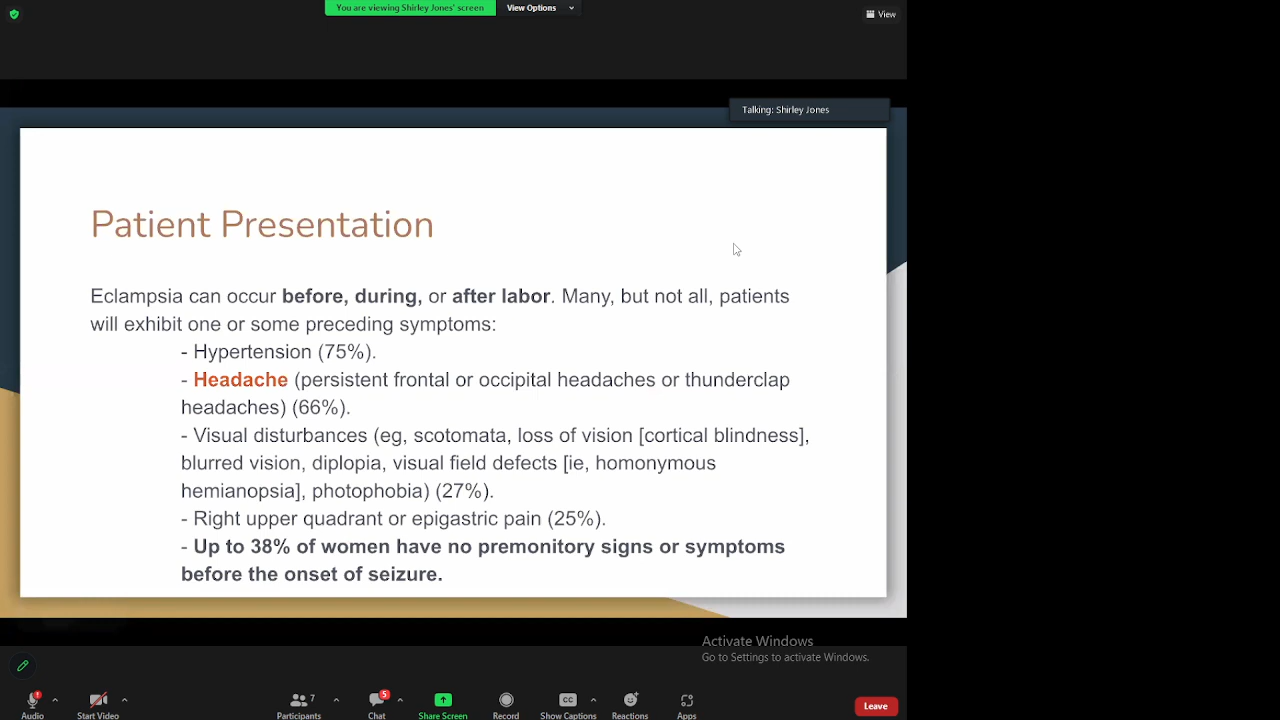 You are viewing Shirley Jones' screen
View Options
View
Talking: Shirley Jones
Patient Presentation
Eclampsia can occur before, during, or after labor. Many, but not all, patients
will exhibit one or some preceding symptoms:
- Hypertension (75%).
- Headache (persistent frontal or occipital headaches or thunderclap
headaches) (66%).
- Visual disturbances (eg, scotomata, loss of vision [cortical blindness],
blurred vision, diplopia, visual field defects [ie, homonymous
hemianopsia], photophobia) (27%).
- Right upper quadrant or epigastric pain (25%).
- Up to 38% of women have no premonitory signs or symptoms
before the onset of seizure.
Activate Windows
Go to Settings to activate Windows.
7
5
Audio
Start Video
Participants
Chat
Share Screen
Record
Show Captions
Reactions
Apps
Leave